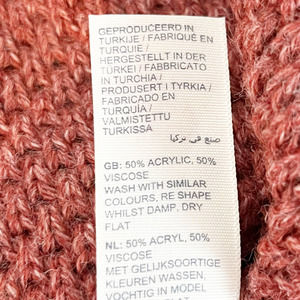 GEPRODUCEERD IN
TURKIJE / FABRIQUÉ EN
TURQUIE /
HERGESTELLT IN DER
TÜRKEI / FABBRICATO
IN TURCHIA /
PRODUSERT I TYRKIA /
FABRICADO EN
TURQUÍA /
VALMISTETTU
TURKISSA
صنع في تركيا
GB: 50% ACRYLIC, 50%
VISCOSE
WASH WITH SIMILAR
COLOURS, RE SHAPE
WHILST DAMP, DRY
FLAT
NL: 50% ACRYL, 50%
VISCOSE
MET GELIJKSOORTIGE
KLEUREN WASSEN,
VOCHTIG IN MODEL